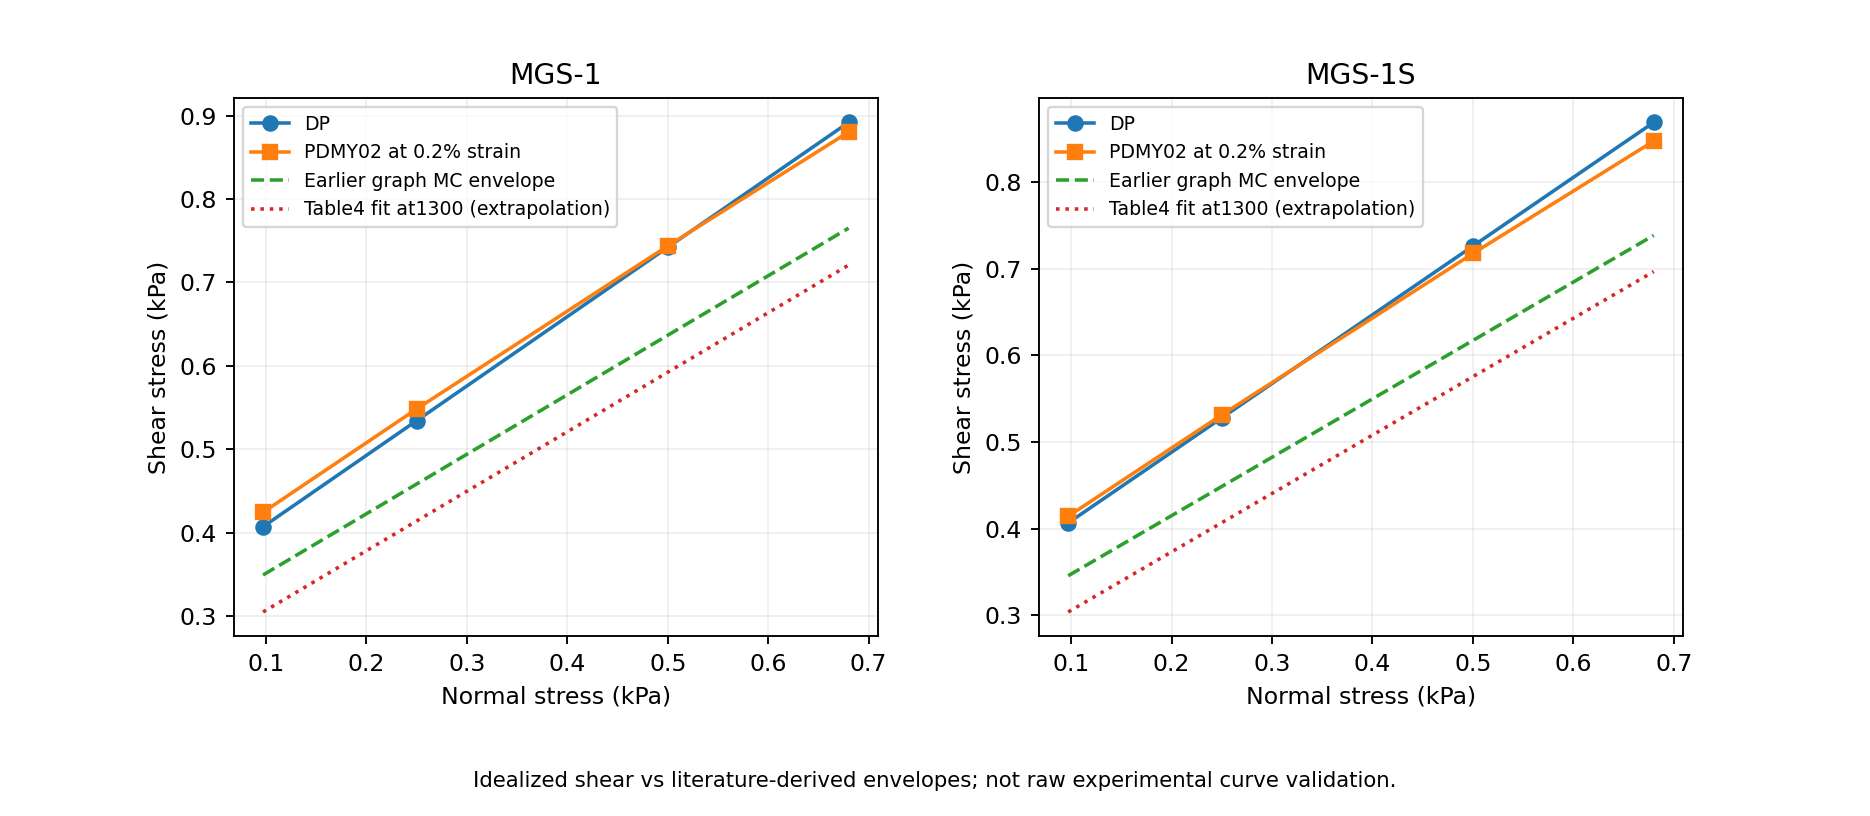 MGS-1
DP
PDMY02 at 0.2% strain
Earlier graph MC envelope
Table4 fit at1300 (extrapolation)
Shear stress (kPa)
0.9
0.8
0.7
0.6
0.5
0.4
0.3
0.1 0.2 0.3 0.4 0.5 0.6 0.7
Normal stress (kPa)
MGS-1S
DP
PDMY02 at 0.2% strain
Earlier graph MC envelope
Table4 fit at1300 (extrapolation)
Shear stress (kPa)
0.8
0.7
0.6
0.5
0.4
0.3
0.1 0.2 0.3 0.4 0.5 0.6 0.7
Normal stress (kPa)
Idealized shear vs literature-derived envelopes; not raw experimental curve validation.